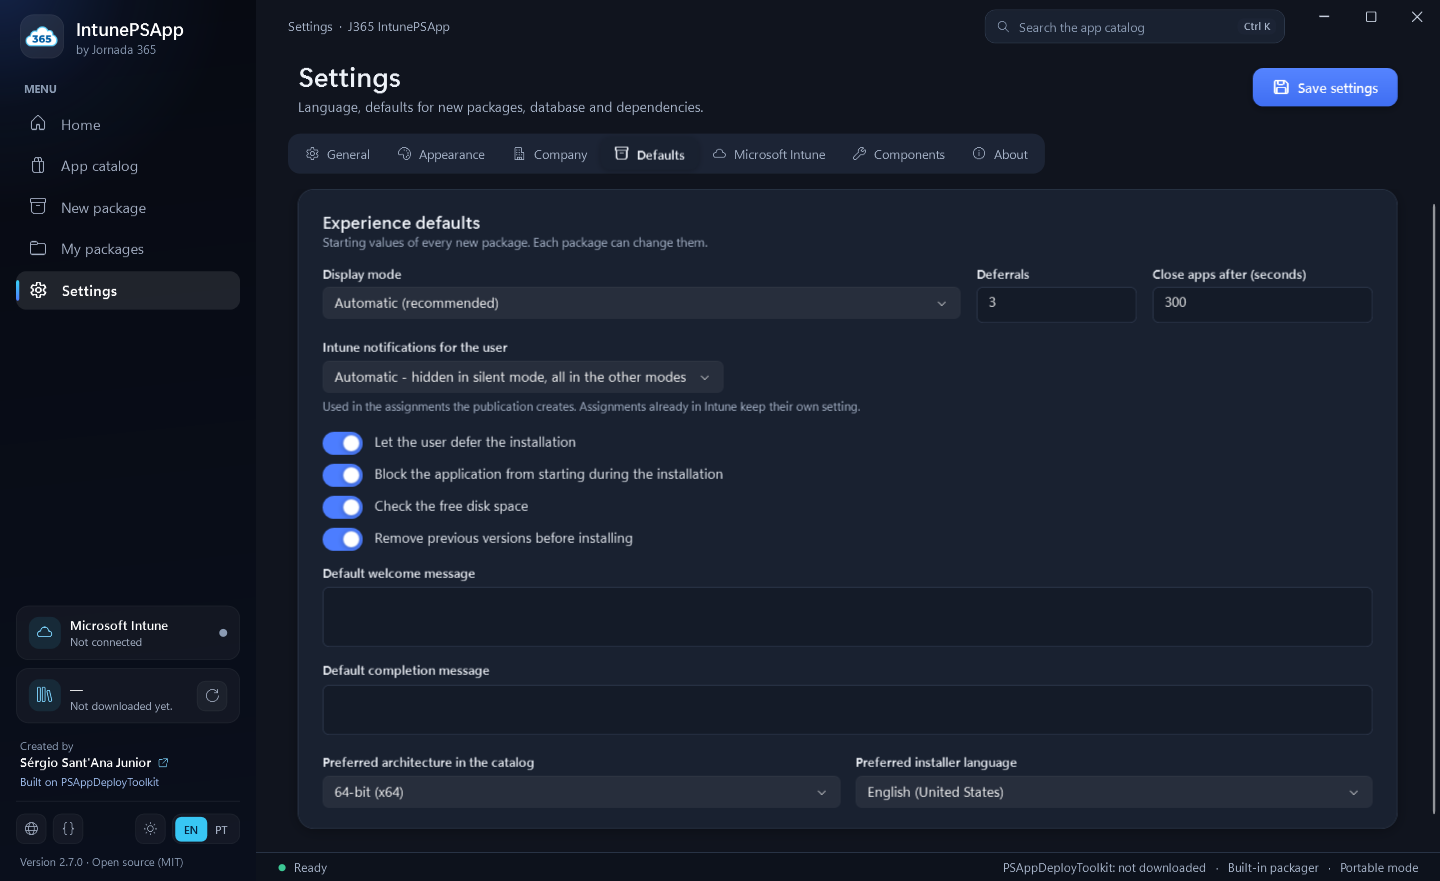 365
IntunePSApp
by Jornada 365
MENU
Home
App catalog
New package
My packages
Settings
Microsoft Intune
Not connected
—
Not downloaded yet.
Created by
Sérgio Sant'Ana Junior
Built on PSAppDeployToolkit
{} EN PT
Version 2.7.0 · Open source (MIT)
Settings · J365 IntunePSApp
Search the app catalog Ctrl K
Settings
Language, defaults for new packages, database and dependencies.
Save settings
General Appearance Company Defaults Microsoft Intune Components About
Experience defaults
Starting values of every new package. Each package can change them.
Display mode Deferrals Close apps after (seconds)
Automatic (recommended) 3 300
Intune notifications for the user
Automatic - hidden in silent mode, all in the other modes
Used in the assignments the publication creates. Assignments already in Intune keep their own setting.
Let the user defer the installation
Block the application from starting during the installation
Check the free disk space
Remove previous versions before installing
Default welcome message
Default completion message
Preferred architecture in the catalog Preferred installer language
64-bit (x64) English (United States)
Ready PSAppDeployToolkit: not downloaded · Built-in packager · Portable mode